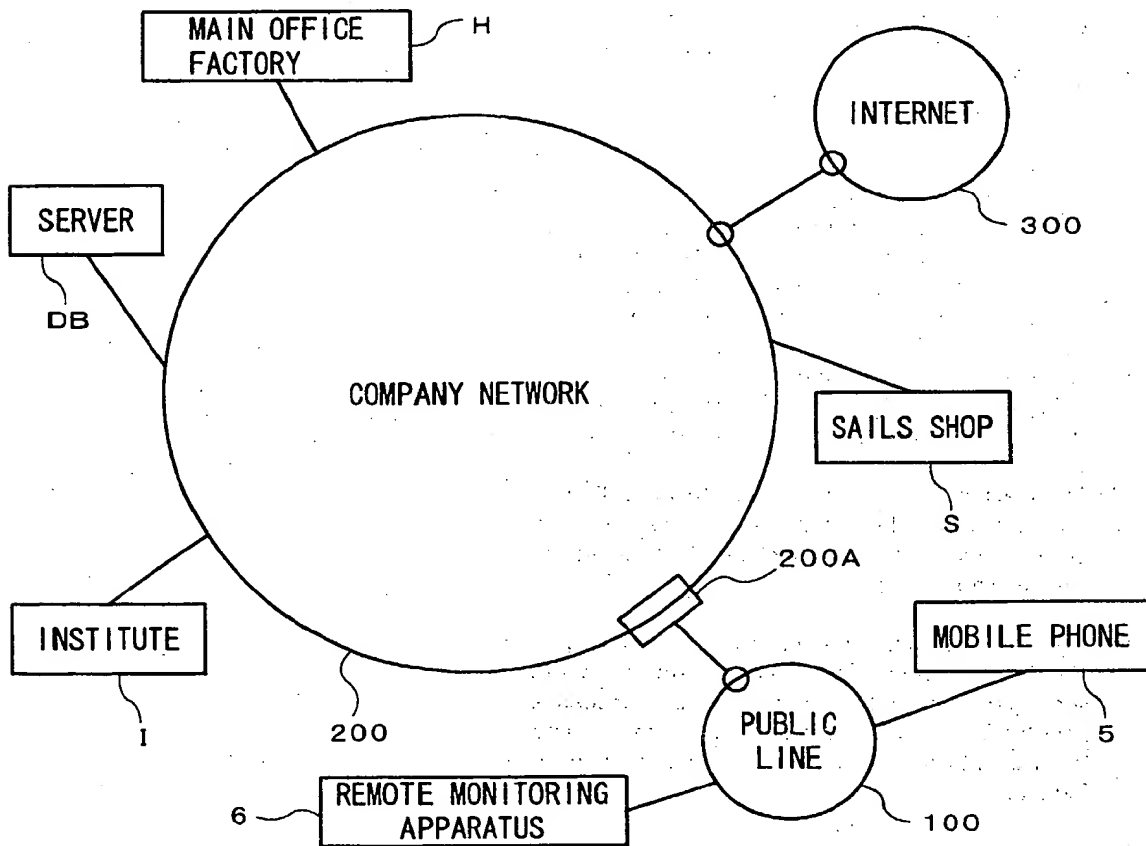 MAIN OFFICE
FACTORY
H
INTERNET
300
SERVER
DB
COMPANY NETWORK
SAILS SHOP
S
200A
INSTITUTE
I
200
MOBILE PHONE
5
PUBLIC
LINE
100
6
REMOTE MONITORING
APPARATUS